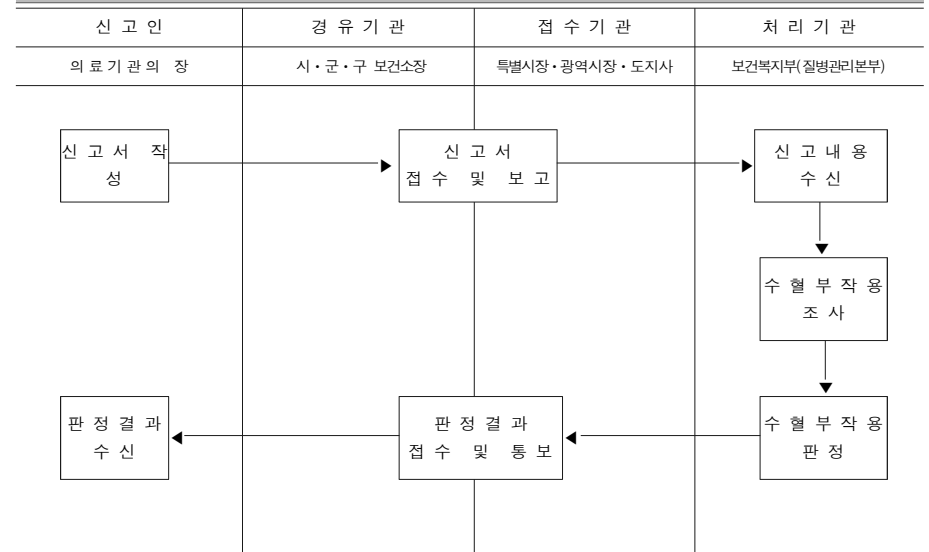 신 고 인
경 유 기 관
접 수 기 관
처 리 기 관
의료기관의 장
시·군·구 보건소장
특별시장·광역시장·도지사
보건복지부(질병관리본부)
신 고 서 작
성
신 고 서
접 수 및 보 고
신 고 내 용
수 신
수 혈 부 작 용
조 사
판 정 결 과
수 신
판 정 결 과
접 수 및 통 보
수 혈 부 작 용
판 정